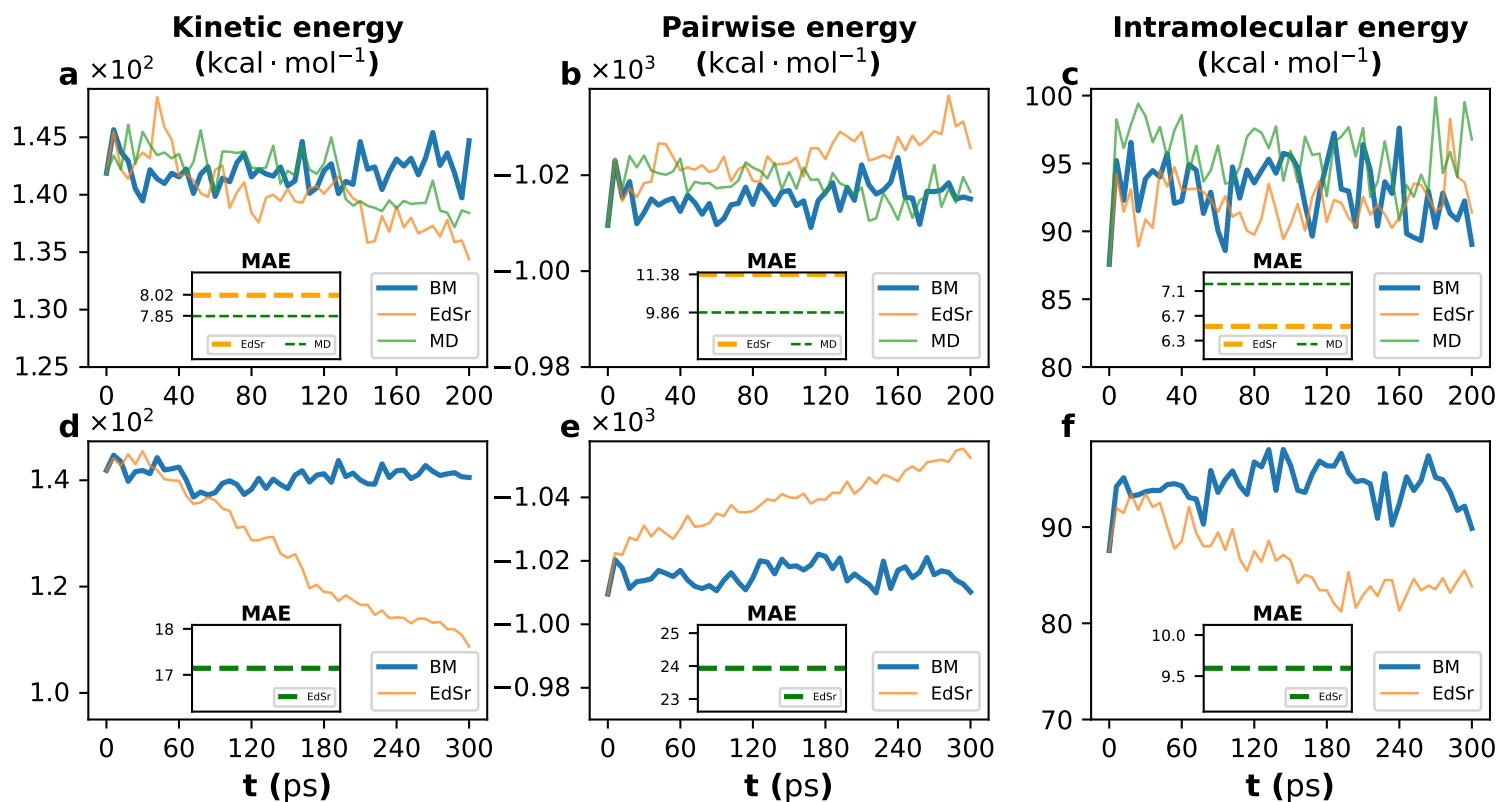 Kinetic energy
(kcal · mol⁻¹)
Pairwise energy
(kcal · mol⁻¹)
Intramolecular energy
(kcal · mol⁻¹)
a ×10²
1.45
1.40
1.35
1.30
1.25
0 40 80 120 160 200
MAE
8.02
7.85
EdSr MD
BM
EdSr
MD
b ×10³
−1.02
−1.00
−0.98
0 40 80 120 160 200
MAE
11.38
9.86
EdSr MD
BM
EdSr
MD
c
100
95
90
85
80
0 40 80 120 160 200
MAE
7.1
6.7
6.3
EdSr MD
BM
EdSr
MD
d ×10²
1.4
1.2
1.0
0 60 120 180 240 300
t (ps)
MAE
18
17
EdSr
BM
EdSr
e ×10³
−1.04
−1.02
−1.00
−0.98
0 60 120 180 240 300
t (ps)
MAE
25
24
23
EdSr
BM
EdSr
f
90
80
70
0 60 120 180 240 300
t (ps)
MAE
10.0
9.5
EdSr
BM
EdSr